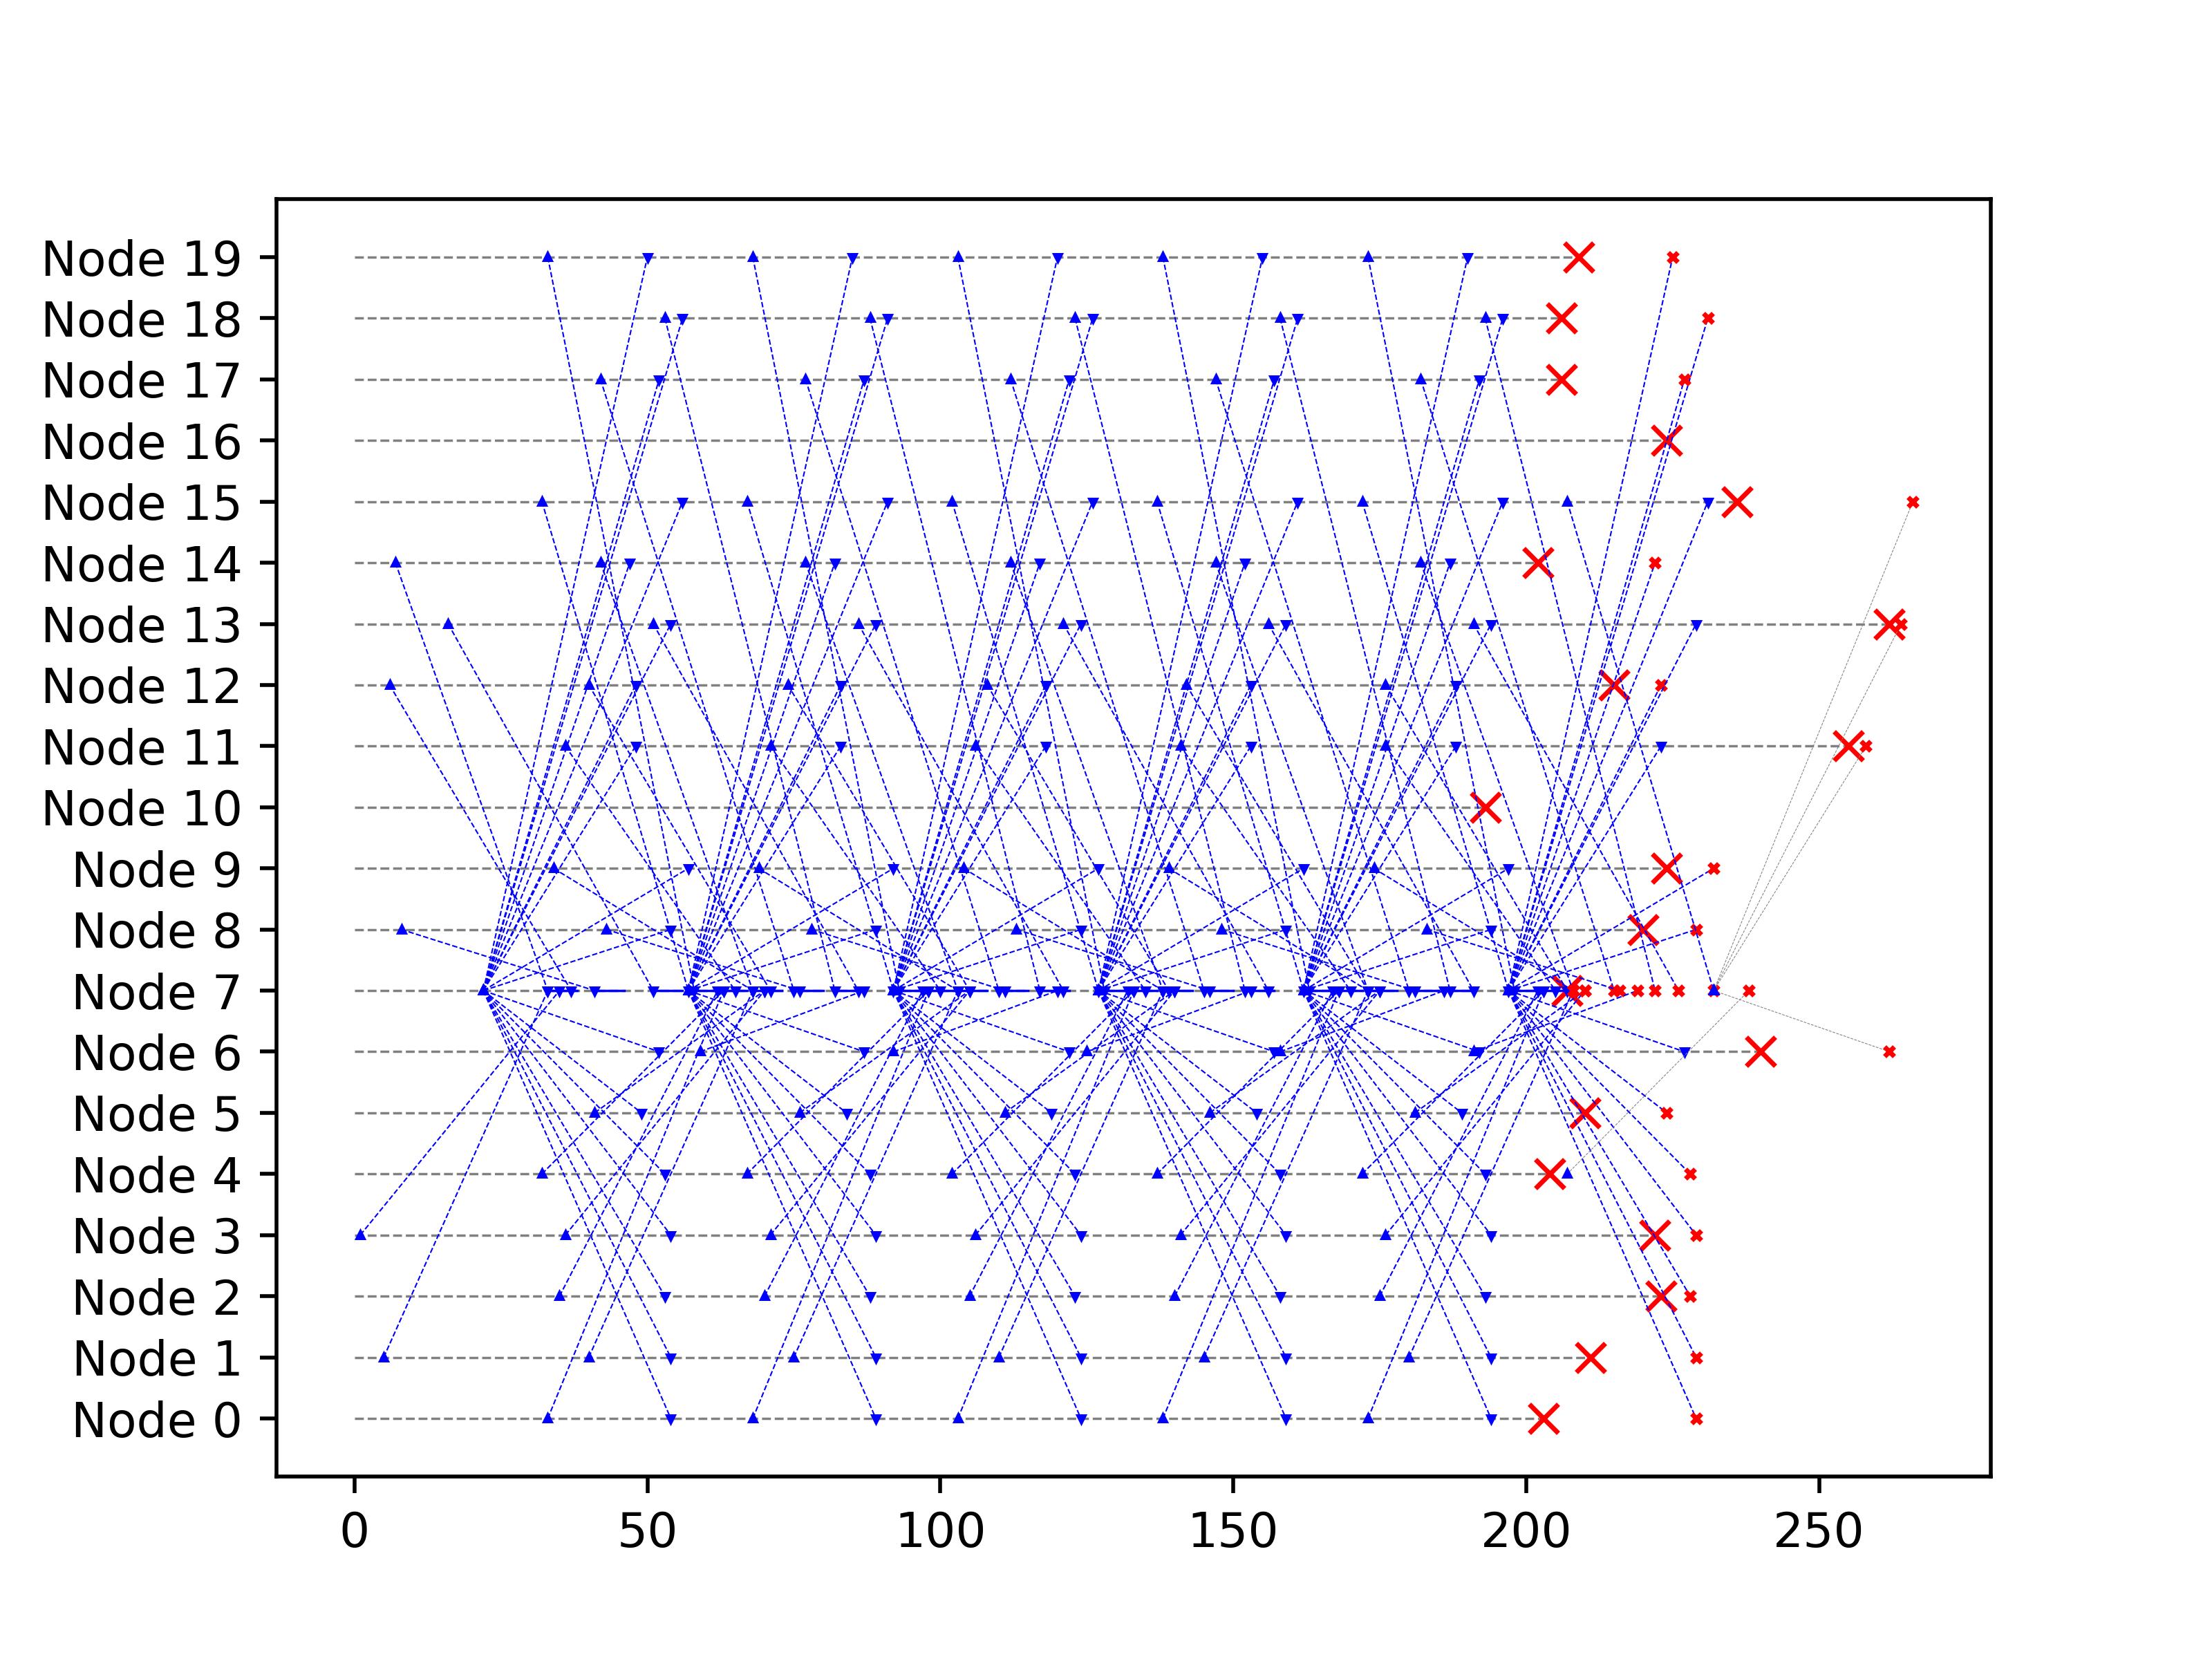 Node 19
Node 18
Node 17
Node 16
Node 15
Node 14
Node 13
Node 12
Node 11
Node 10
Node 9
Node 8
Node 7
Node 6
Node 5
Node 4
Node 3
Node 2
Node 1
Node 0
0 50 100 150 200 250